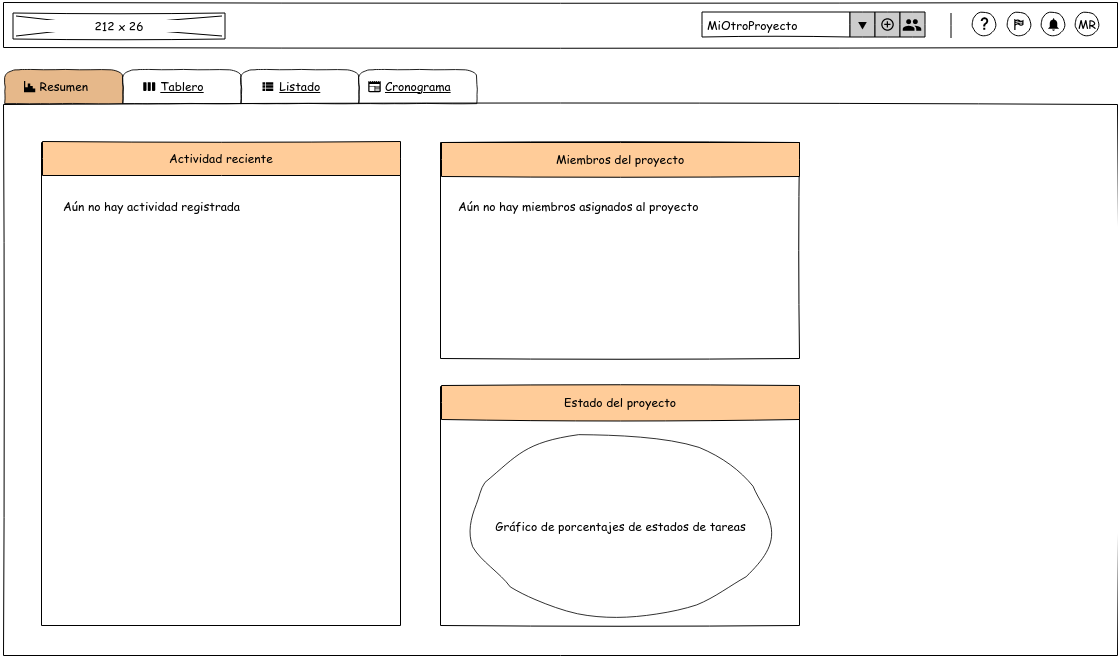 212 x 26
MiOtroProyecto
?
MR
Resumen
Tablero
Listado
Cronograma
Actividad reciente
Aún no hay actividad registrada
Miembros del proyecto
Aún no hay miembros asignados al proyecto
Estado del proyecto
Gráfico de porcentajes de estados de tareas